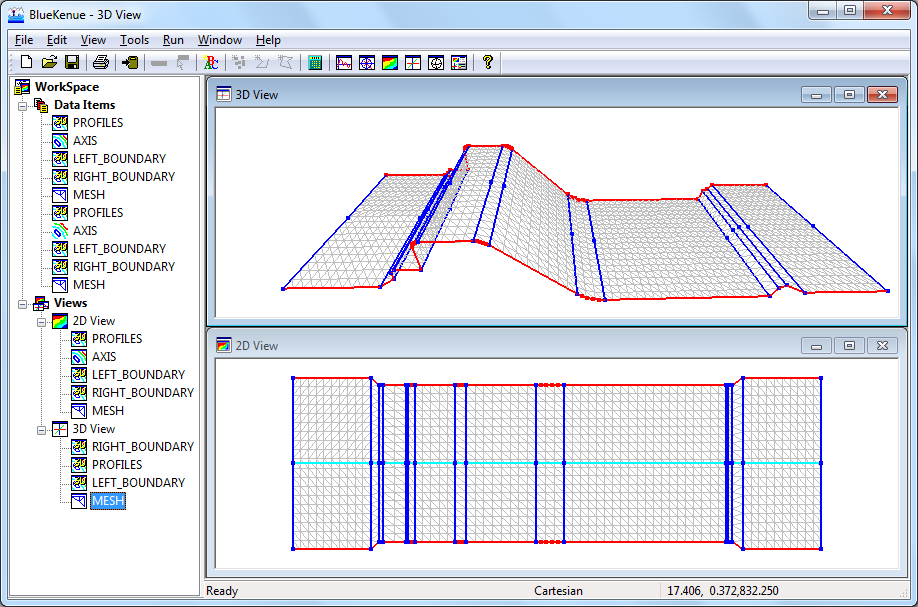 BlueKenue - 3D View
File Edit View Tools Run Window Help
ABC
?
WorkSpace
Data Items
PROFILES
AXIS
LEFT_BOUNDARY
RIGHT_BOUNDARY
MESH
PROFILES
AXIS
LEFT_BOUNDARY
RIGHT_BOUNDARY
MESH
Views
2D View
PROFILES
AXIS
LEFT_BOUNDARY
RIGHT_BOUNDARY
MESH
3D View
RIGHT_BOUNDARY
PROFILES
LEFT_BOUNDARY
MESH
3D View
2D View
Ready Cartesian 17.406, 0.372,832.250